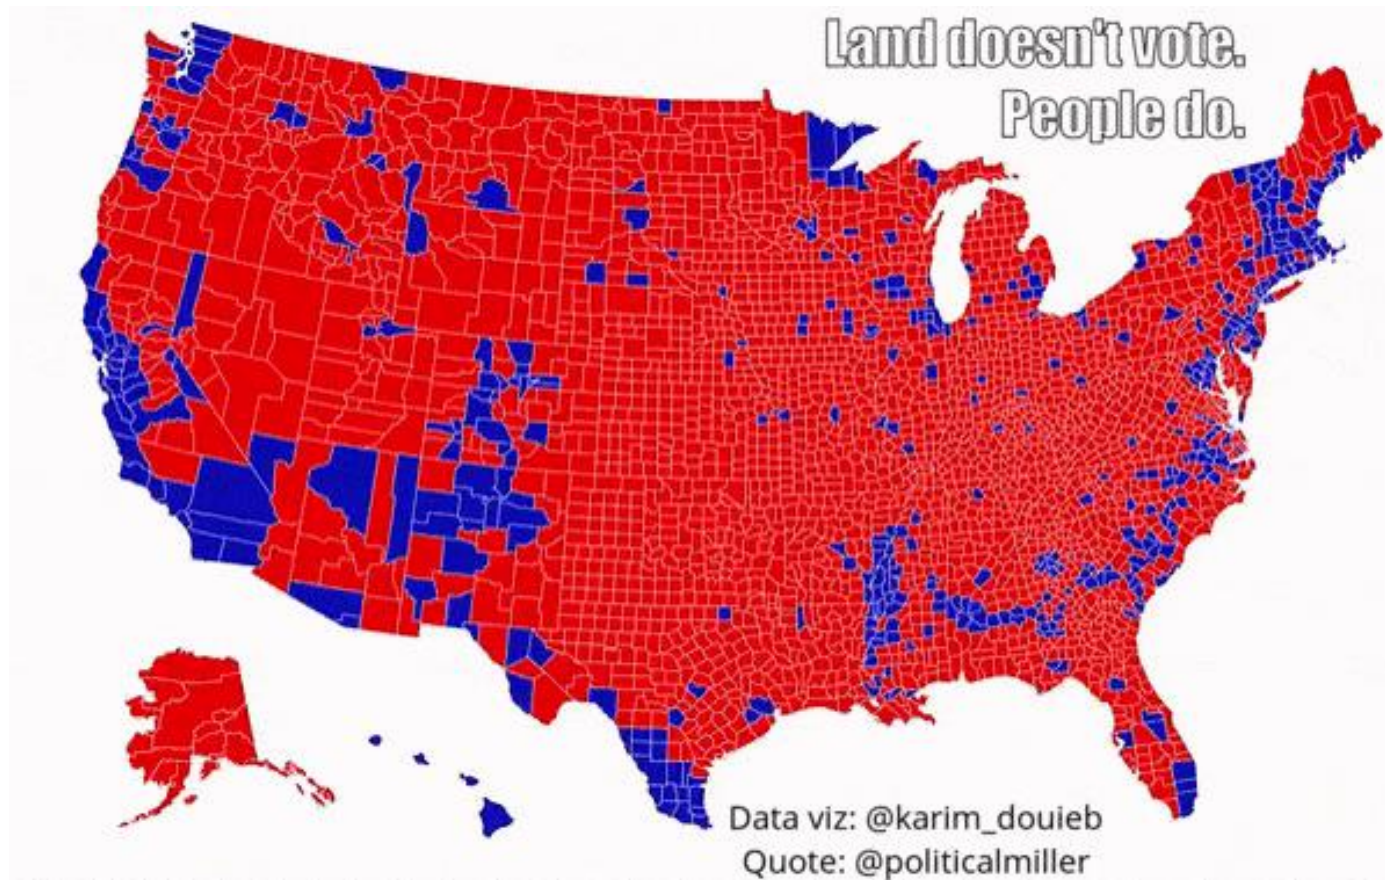 Land doesn't vote.
People do.
Data viz: @karim_douieb
Quote: @politicalmiller